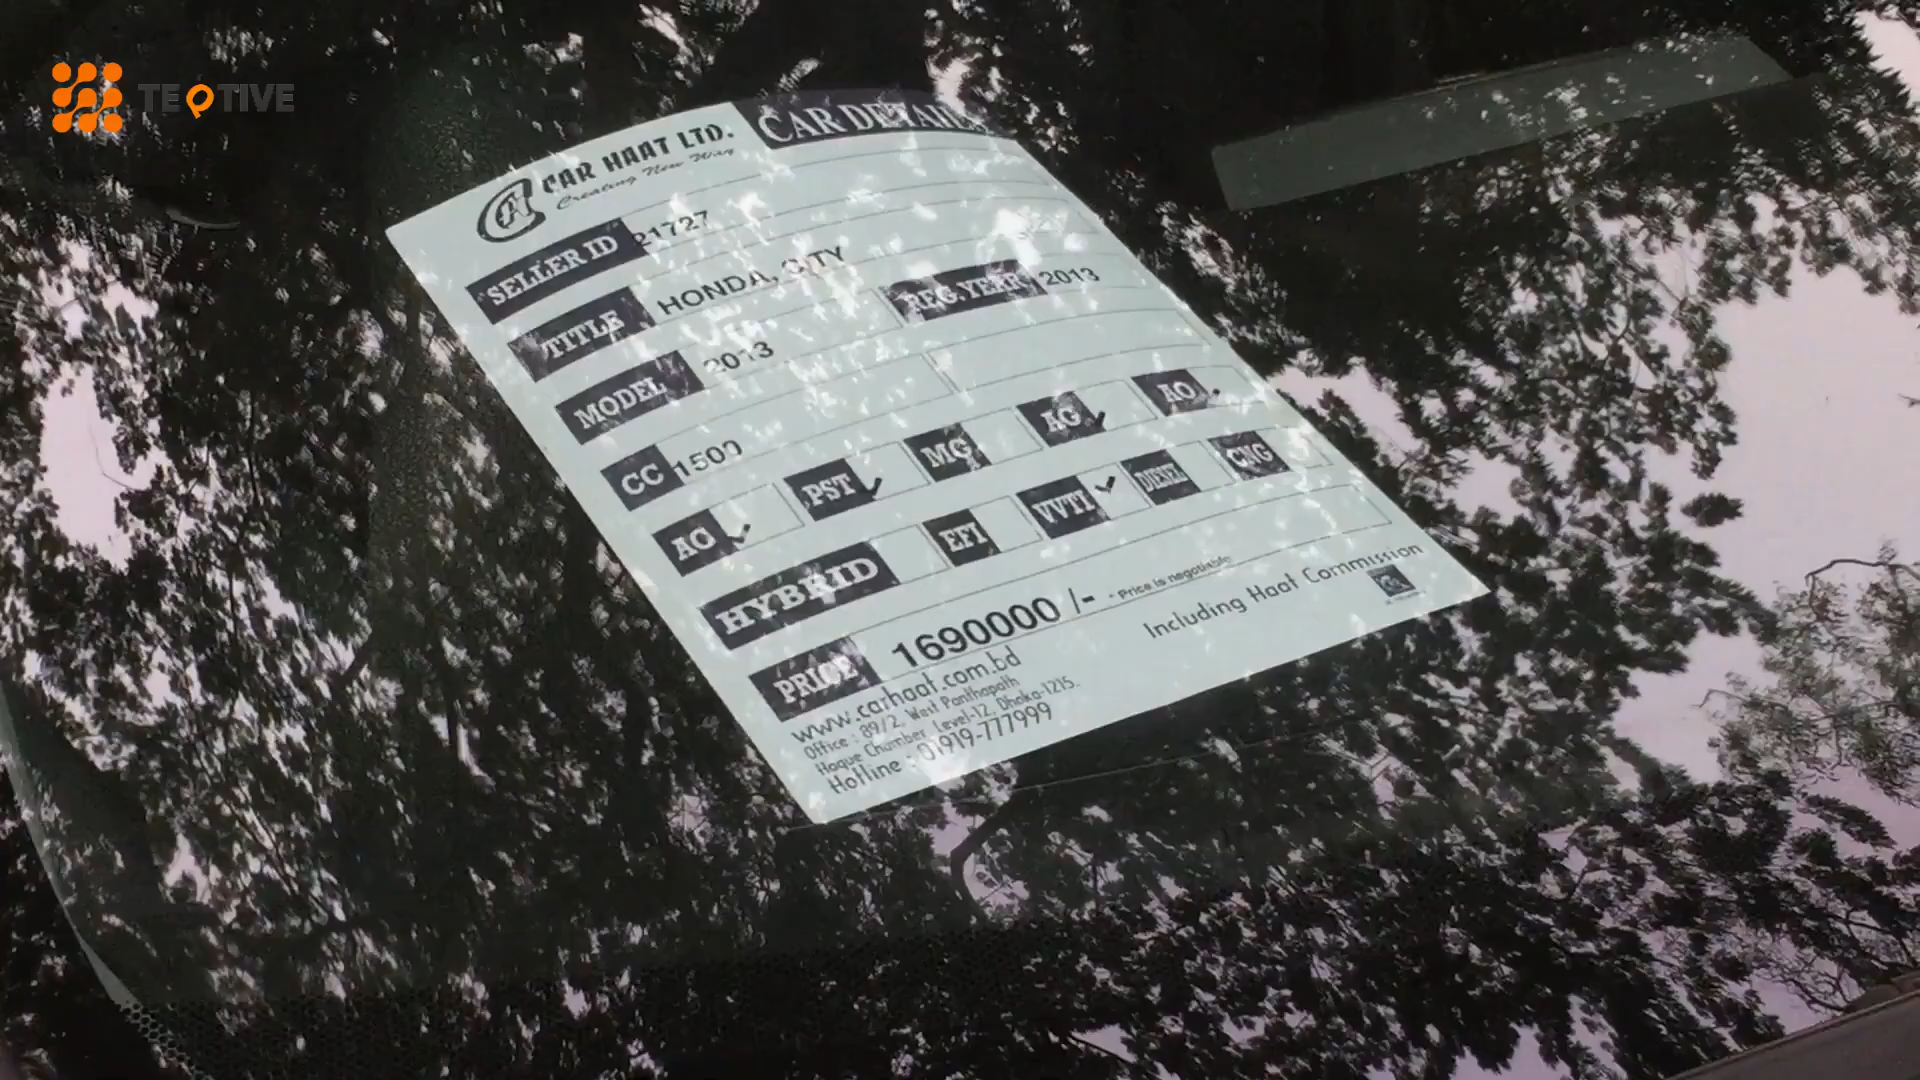 TEQTIVE
CAR HAAT LTD.
Creating New Way
CAR DETAILS
SELLER ID 21727
TITLE HONDA, CITY
MODEL 2013 REG.YEAR 2013
CC 1500
AC ✓ PST ✓ MG AG ✓ AO
HYBRID EFI VVTI ✓ DIESEL CNG
PRICE 1690000 /- * Price is negotiable
www.carhaat.com.bd Including Haat Commission
Office : 89/2, West Panthapath
Haque Chamber, Level-12, Dhaka-1215.
Hotline : 01919-777999